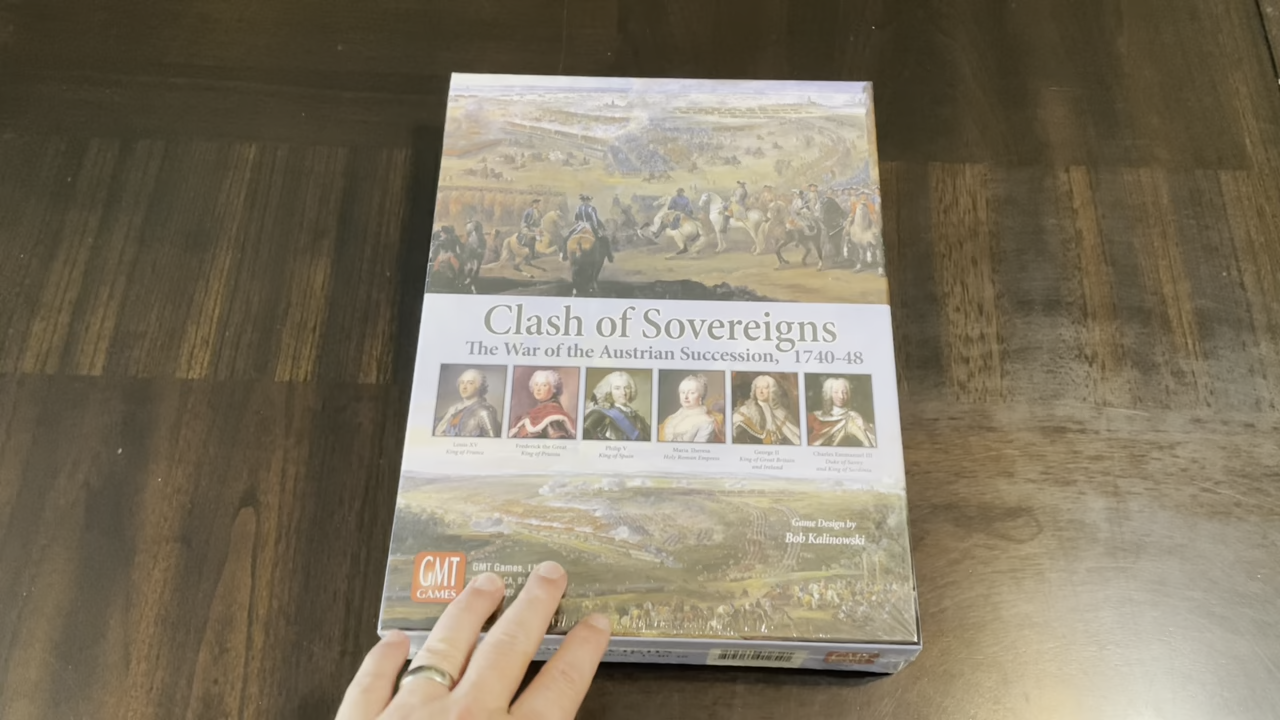 Clash of Sovereigns
The War of the Austrian Succession, 1740-48
Louis XV
King of France
Frederick the Great
King of Prussia
Philip V
King of Spain
Maria Theresa
Holy Roman Empress
George II
King of Great Britain
and Ireland
Charles Emmanuel III
Duke of Savoy
and King of Sardinia
Game Design by
Bob Kalinowski
GMT
GAMES
GMT Games,
CA,
1740-48